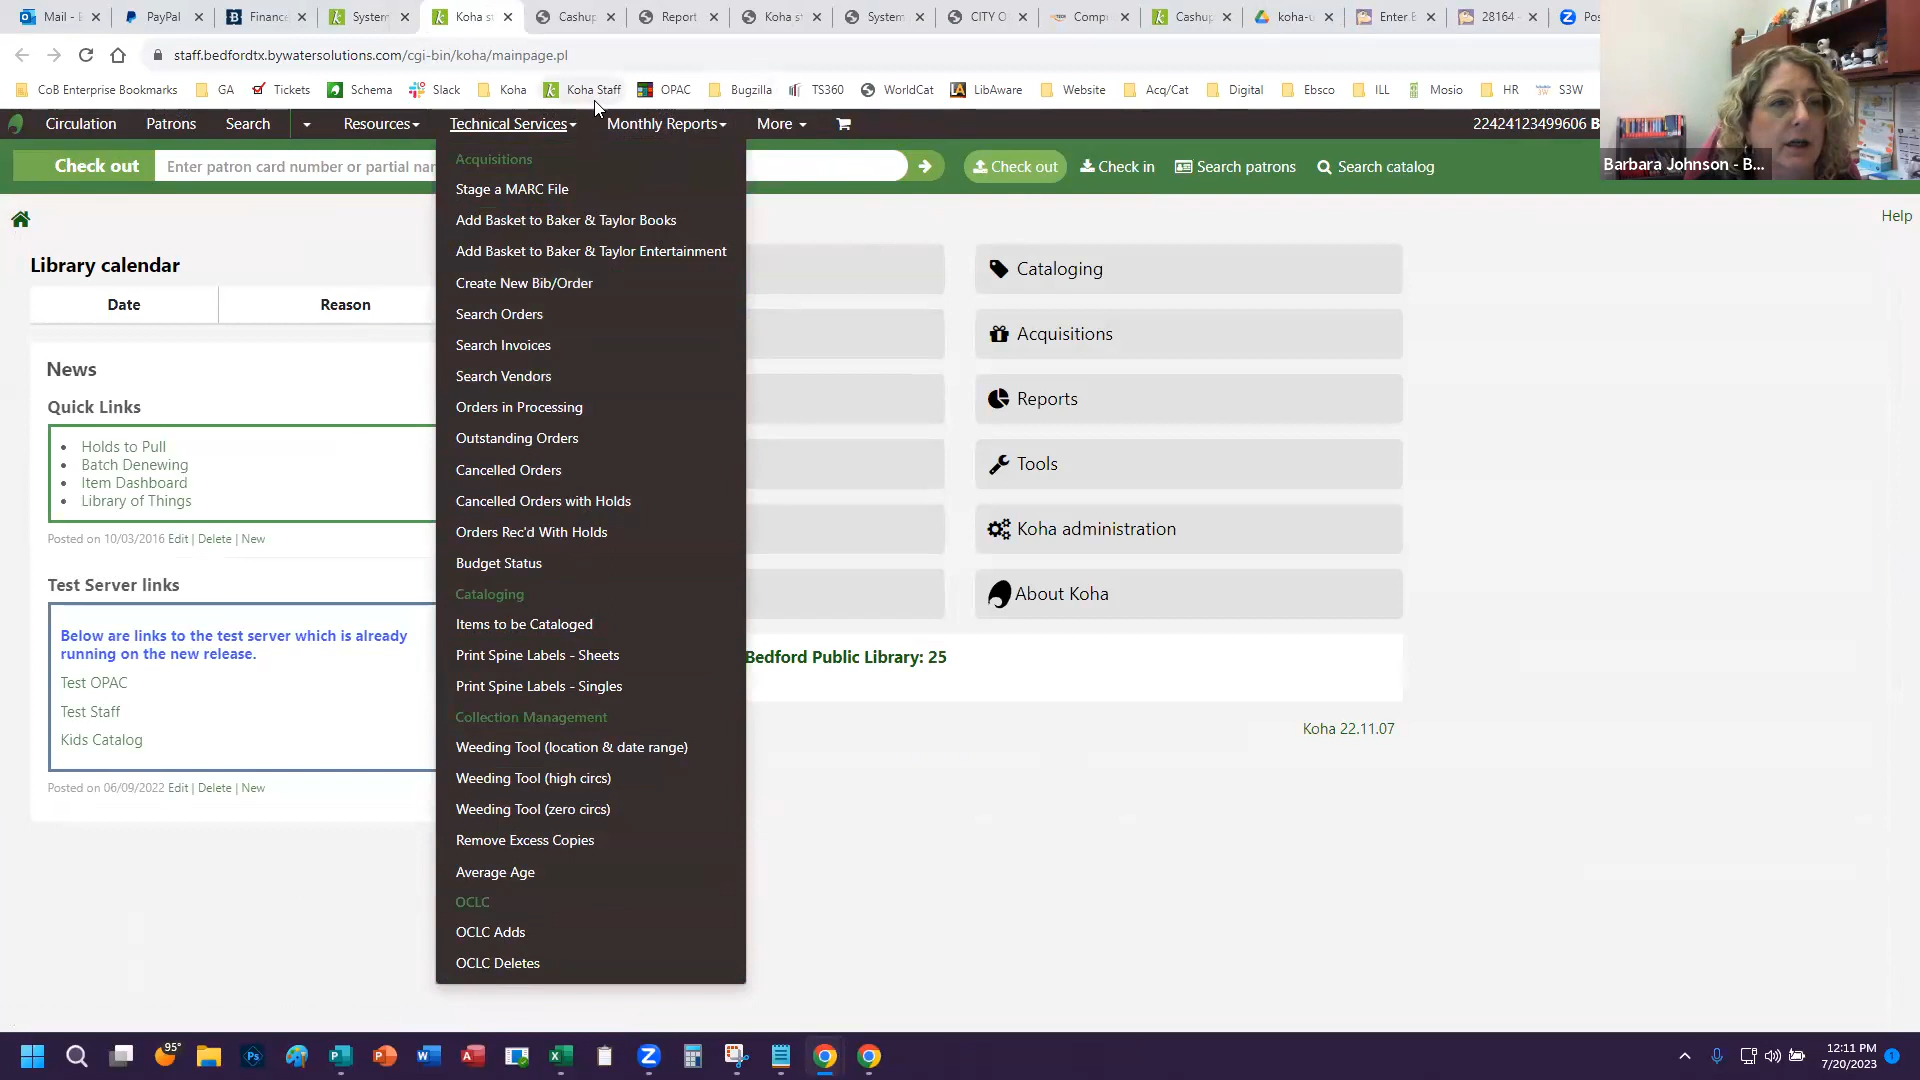 Mail - E
PayPal
Finance
System
Koha st
Cashup
Report
Koha st
System
CITY O
Comp
Cashup
koha-u
Enter E
28164
Pos
staff.bedfordtx.bywatersolutions.com/cgi-bin/koha/mainpage.pl
CoB Enterprise Bookmarks
GA
Tickets
Schema
Slack
Koha
Koha Staff
OPAC
Bugzilla
TS360
WorldCat
LibAware
Website
Acq/Cat
Digital
Ebsco
ILL
Mosio
HR
S3W
Circulation
Patrons
Search
Resources
Technical Services
Monthly Reports
More
22424123499606 B
Barbara Johnson - B...
Check out
Enter patron card number or partial nar
Check out
Check in
Search patrons
Search catalog
Help
Library calendar
Date
Reason
News
Quick Links
Holds to Pull
Batch Denewing
Item Dashboard
Library of Things
Posted on 10/03/2016 Edit | Delete | New
Test Server links
Below are links to the test server which is already
running on the new release.
Test OPAC
Test Staff
Kids Catalog
Posted on 06/09/2022 Edit | Delete | New
Acquisitions
Stage a MARC File
Add Basket to Baker & Taylor Books
Add Basket to Baker & Taylor Entertainment
Create New Bib/Order
Search Orders
Search Invoices
Search Vendors
Orders in Processing
Outstanding Orders
Cancelled Orders
Cancelled Orders with Holds
Orders Rec'd With Holds
Budget Status
Cataloging
Items to be Cataloged
Print Spine Labels - Sheets
Print Spine Labels - Singles
Collection Management
Weeding Tool (location & date range)
Weeding Tool (high circs)
Weeding Tool (zero circs)
Remove Excess Copies
Average Age
OCLC
OCLC Adds
OCLC Deletes
Cataloging
Acquisitions
Reports
Tools
Koha administration
About Koha
Bedford Public Library: 25
Koha 22.11.07
95°
12:11 PM
7/20/2023
1